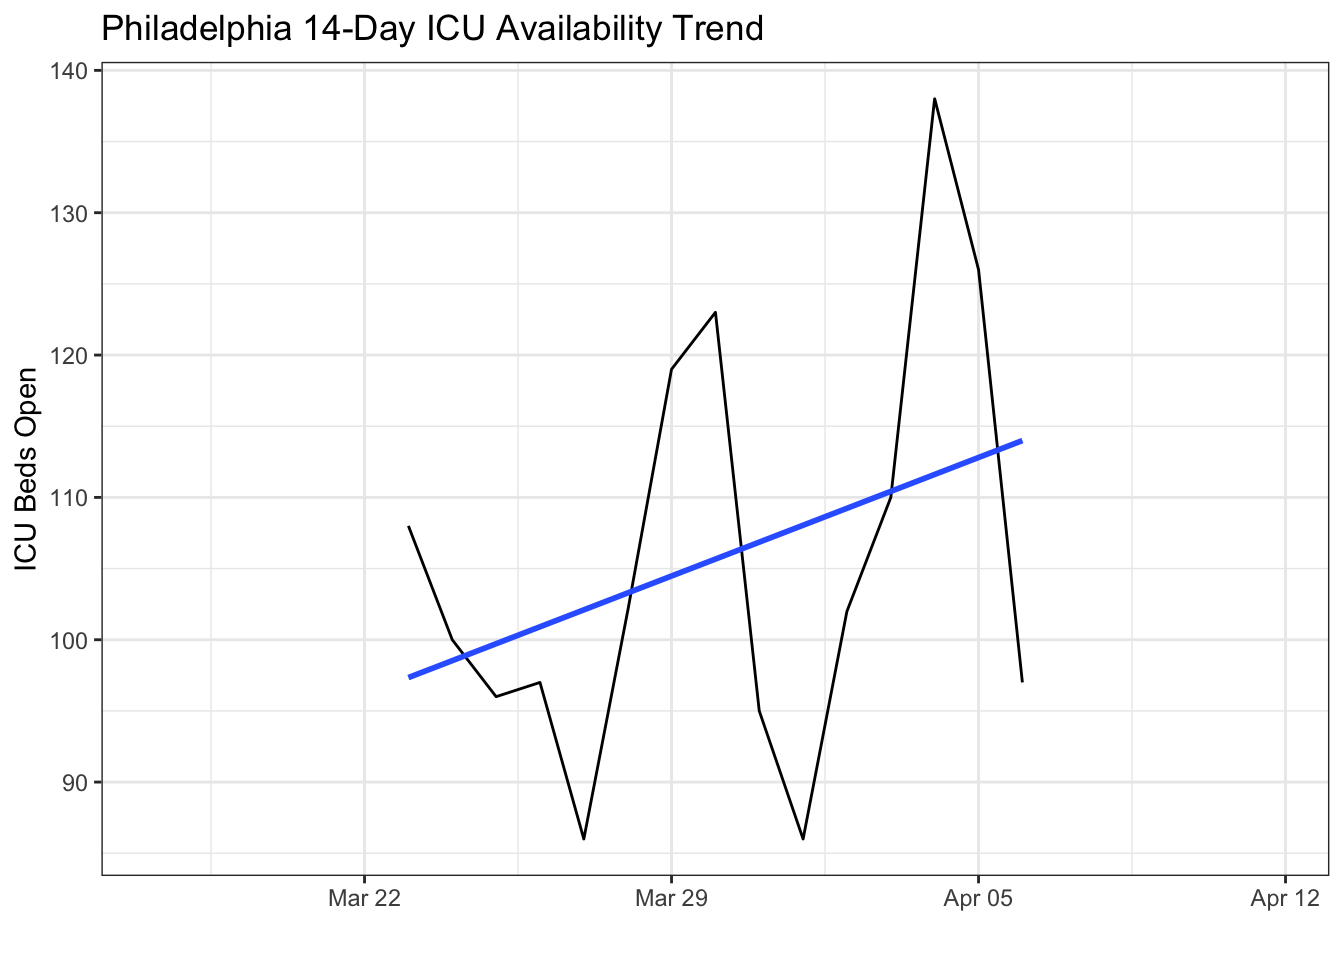 Philadelphia 14-Day ICU Availability Trend
140
130
120
110
100
90
ICU Beds Open
Mar 22
Mar 29
Apr 05
Apr 12